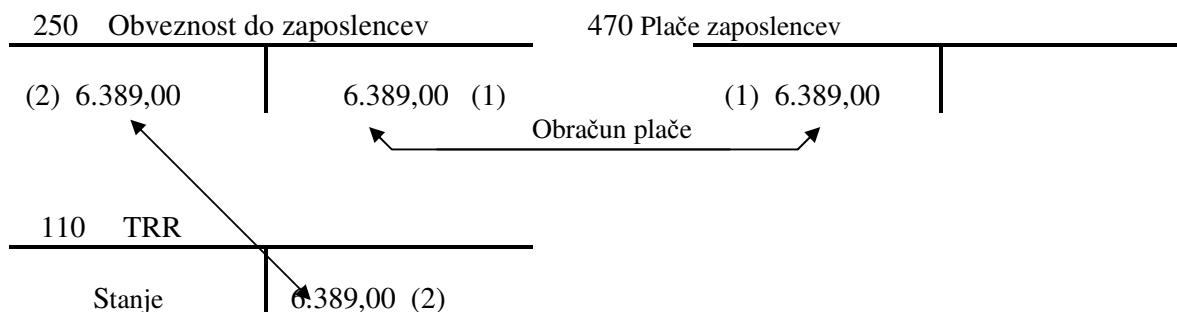 250 Obveznost do zaposlencev 470 Plače zaposlencev
(2) 6.389,00 6.389,00 (1) (1) 6.389,00
Obračun plače
110 TRR
Stanje 6.389,00 (2)